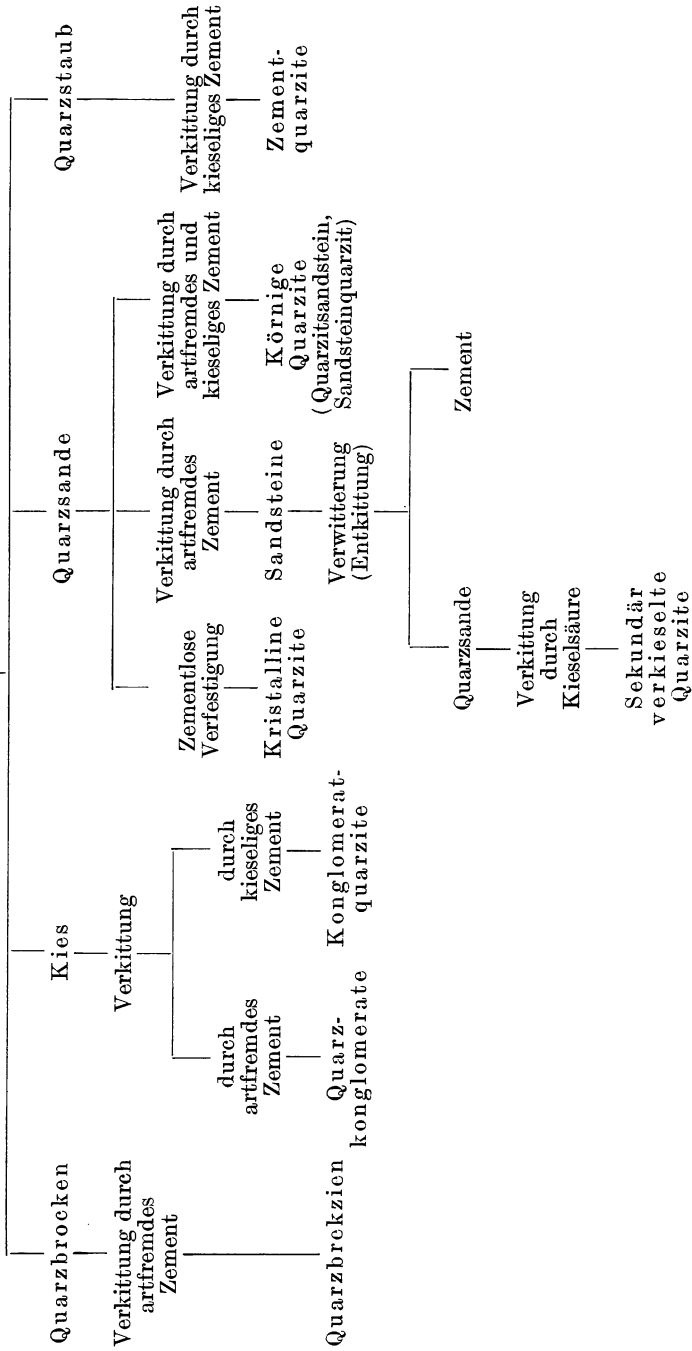 Quarzbrocken
Verkittung durch
artfremdes
Zement
Quarzbrekzien
Kies
Verkittung
durch
artfremdes
Zement
Quarz-
konglomerate
durch
kieseliges
Zement
Konglomerat-
quarzite
Quarzsande
Zementlose
Verfestigung
Kristalline
Quarzite
Verkittung durch
artfremdes
Zement
Sandsteine
Verwitterung
(Entkittung)
Quarzsande
Verkittung
durch
Kieselsäure
Sekundär
verkieselte
Quarzite
Zement
Verkittung durch
artfremdes und
kieseliges Zement
Körnige
Quarzite
(Quarzitsandstein,
Sandsteinquarzit)
Quarzstaub
Verkittung durch
kieseliges Zement
Zement-
quarzite